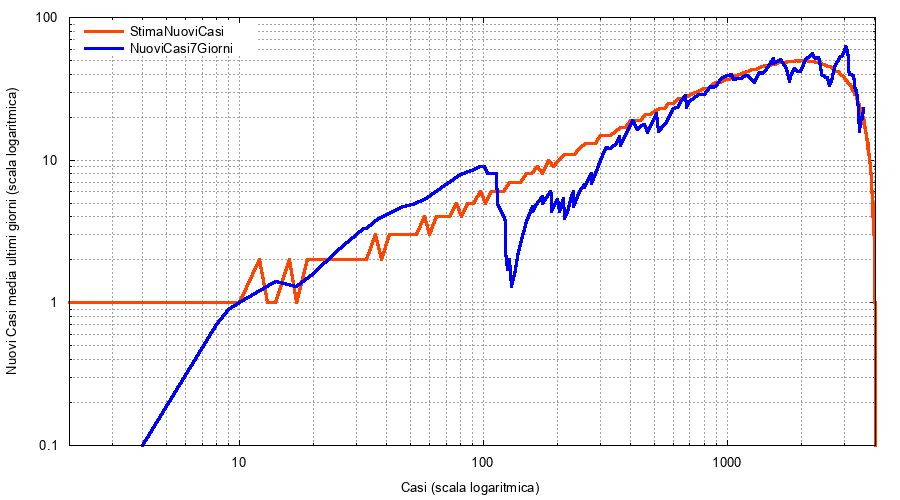 100
StimaNuoviCasi
NuoviCasi7Giorni
10
1
0.1
Nuovi Casi media ultimi giorni (scala logaritmica)
10
100
1000
Casi (scala logaritmica)